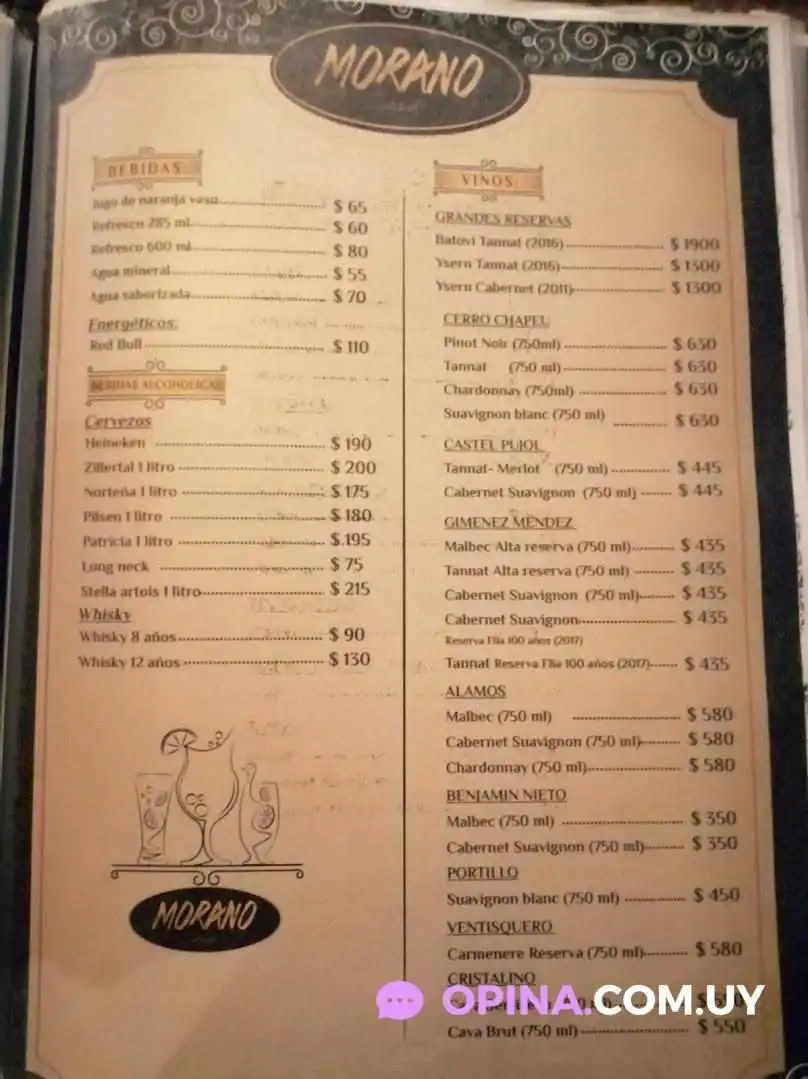 MORANO
BEBIDAS
Jugo de naranja vaso $ 65
Refresco 285 ml $ 60
Refresco 600 ml $ 80
Agua mineral $ 55
Agua saborizada $ 70
Energéticos:
Red Bull $ 110
BEBIDAS ALCOHOLICAS
Cervezas
Heineken $ 190
Zillertal 1 litro $ 200
Norteña 1 litro $ 175
Pilsen 1 litro $ 180
Patricia 1 litro $.195
Long neck $ 75
Stella artois 1 litro $ 215
Whisky
Whisky 8 años $ 90
Whisky 12 años $ 130
MORANO
VINOS
GRANDES RESERVAS
Batovi Tannat (2016) $ 1900
Ysern Tannat (2016) $ 1300
Ysern Cabernet (2011) $ 1300
CERRO CHAPEU
Pinot Noir (750ml) $ 630
Tannat (750 ml) $ 630
Chardonnay (750ml) $ 630
Suavignon blanc (750 ml) $ 630
CASTEL PUJOL
Tannat- Merlot (750 ml) $ 445
Cabernet Suavignon (750 ml) $ 445
GIMENEZ MENDEZ
Malbec Alta reserva (750 ml) $ 435
Tannat Alta reserva (750 ml) $ 435
Cabernet Suavignon (750 ml) $ 435
Cabernet Suavignon $ 435
Reserva Flia 100 años (2017)
Tannat Reserva Flia 100 años (2017) $ 435
ALAMOS
Malbec (750 ml) $ 580
Cabernet Suavignon (750 ml) $ 580
Chardonnay (750 ml) $ 580
BENJAMIN NIETO
Malbec (750 ml) $ 350
Cabernet Suavignon (750 ml) $ 350
PORTILLO
Suavignon blanc (750 ml) $ 450
VENTISQUERO
Carmenere Reserva (750 ml) $ 580
CRISTALINO
Cava Brut (750 ml) $ 550
OPINA.COM.UY